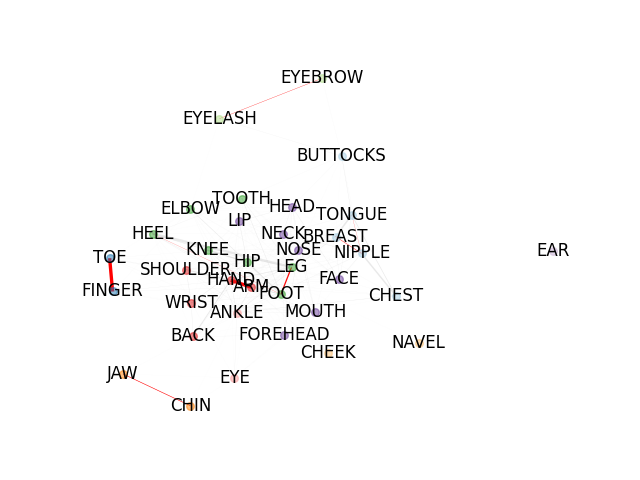 EYEBROW
EYELASH
BUTTOCKS
TOOTH
HEAD
ELBOW
TONGUE
LIP
HEEL
NECK
BREAST
KNEE
NOSE
NIPPLE
EAR
TOE
HIP
LEG
SHOULDER
HAND
FACE
ARM
FINGER
FOOT
CHEST
WRIST
ANKLE
MOUTH
BACK
FOREHEAD
NAVEL
CHEEK
JAW
EYE
CHIN